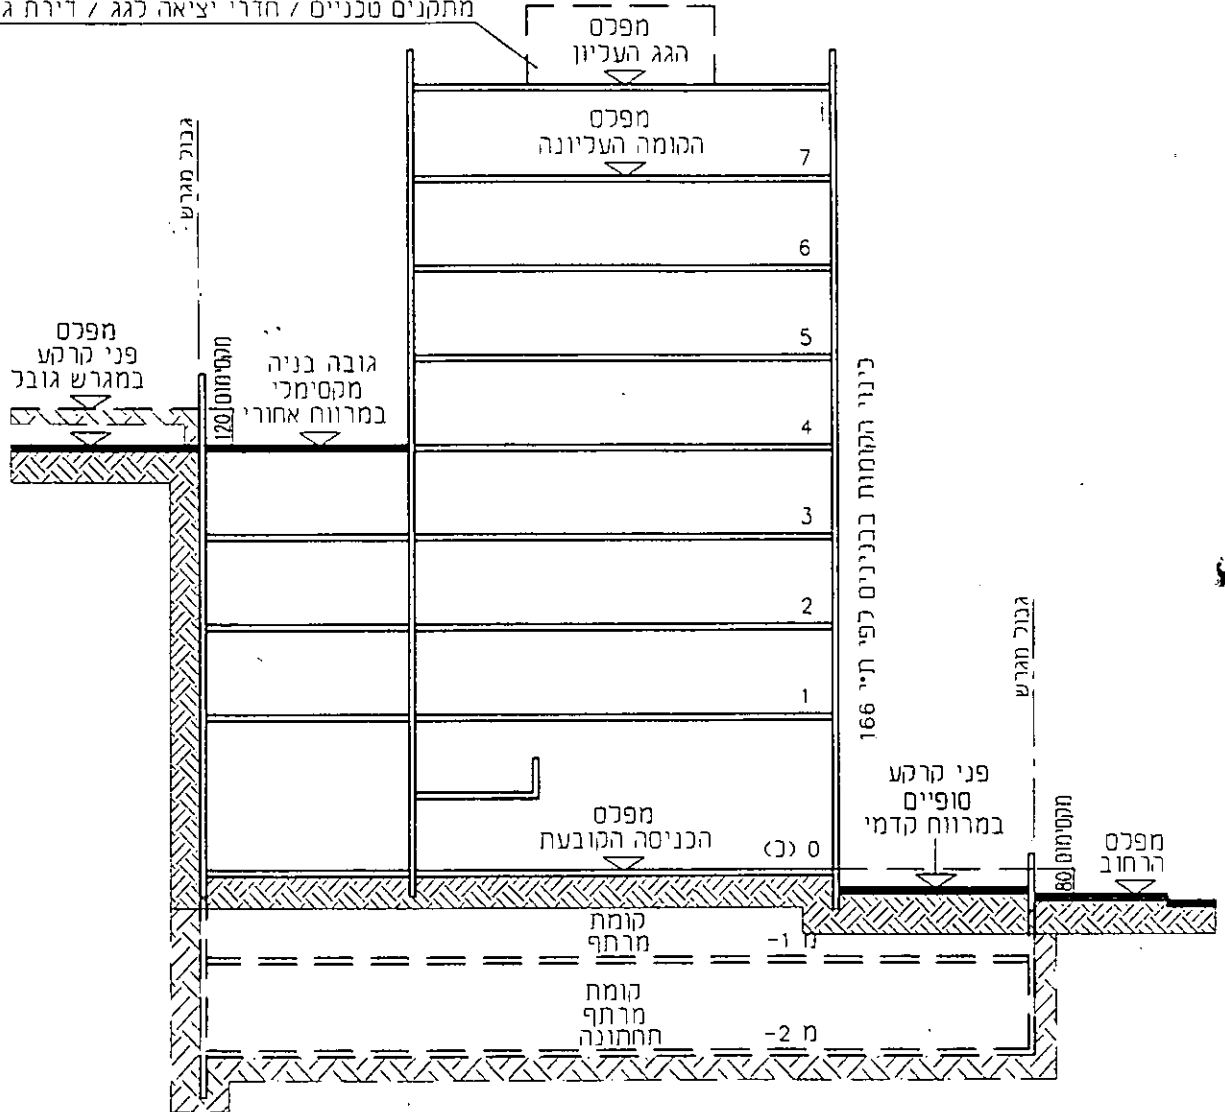 מתקנים טכניים / חדרי יציאה לגג / דירת ג
מפלס
הגג העליון
מפלס
הקומה העליונה
7
6
5
4
3
2
1
גבול מגרש
מפלס
פני קרקע
במגרש גובל
מקסימום 120
גובה בניה
מקסימלי
במרווח אחורי
כינוי הקומות בבנינים לפי ת"י 166
גבול מגרש
פני קרקע
סופיים
במרווח קדמי
מפלס
הכניסה הקובעת
0 (כ)
מקסימום 80
מפלס
הרחוב
קומת
מרתף
מ 1-
קומת
מרתף
תחתונה
מ 2-